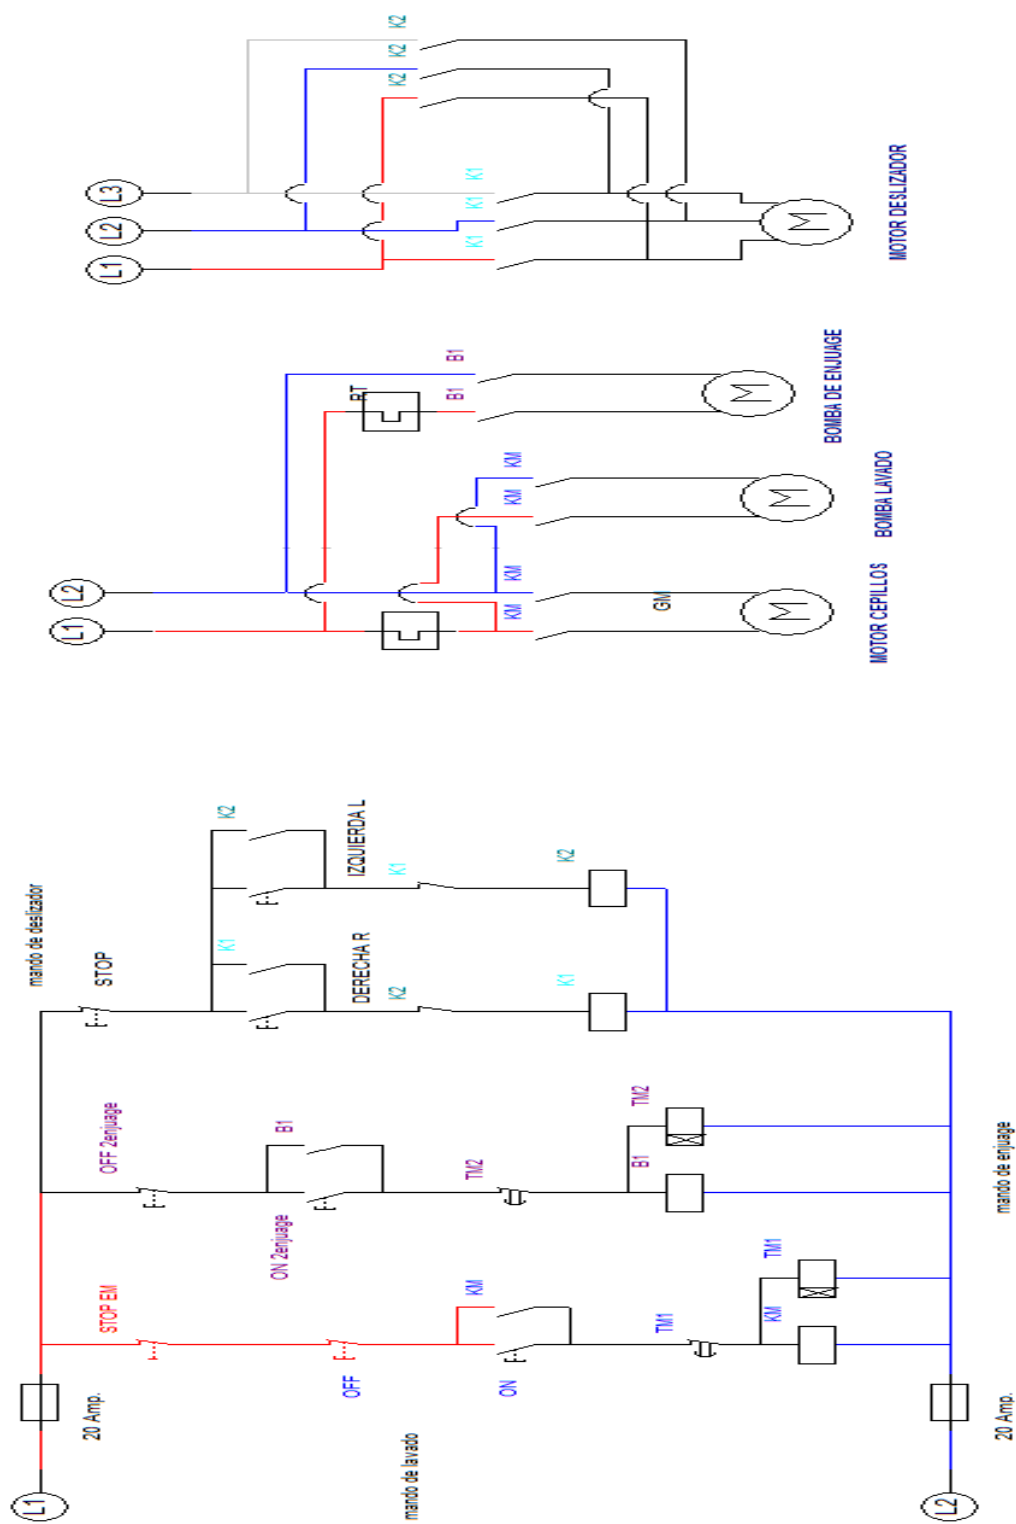 L1
mando de deslizador
20 Amp.
STOP EM
OFF 2enjuage
STOP
K1
K2
ON 2enjuage
B1
OFF
DERECHA R
IZQUIERDA L
K2
K1
mando de lavado
KM
TM2
ON
K1
K2
TM1
B1
TM2
KM
TM1
L2
20 Amp.
mando de enjuage
L1
L2
RT
B1
B1
KM
KM
KM
KM
GM
M
M
M
MOTOR CEPILLOS
BOMBA LAVADO
BOMBA DE ENJUAGE
L1
L2
L3
K2
K2
K2
K1
K1
K1
M
MOTOR DESLIZADOR